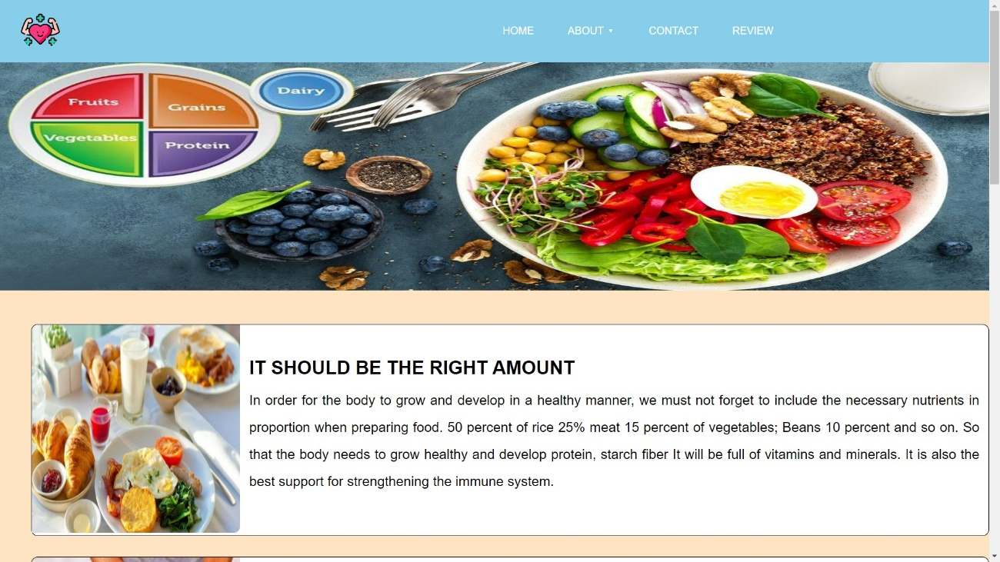 HOME ABOUT CONTACT REVIEW
Fruits Grains Dairy
Vegetables Protein
IT SHOULD BE THE RIGHT AMOUNT
In order for the body to grow and develop in a healthy manner, we must not forget to include the necessary nutrients in
proportion when preparing food. 50 percent of rice 25% meat 15 percent of vegetables; Beans 10 percent and so on. So
that the body needs to grow healthy and develop protein, starch fiber It will be full of vitamins and minerals. It is also the
best support for strengthening the immune system.